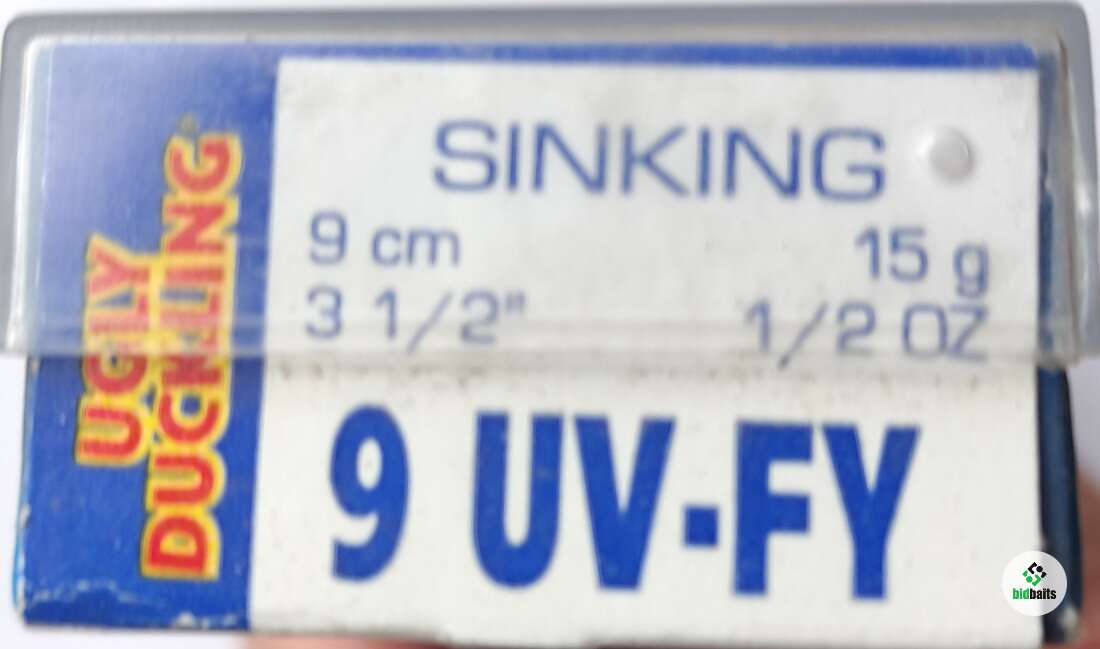 UGLY
DUCKLING
SINKING
9 cm 15 g
3 1/2" 1/2 OZ
9 UV-FY
bidbaits